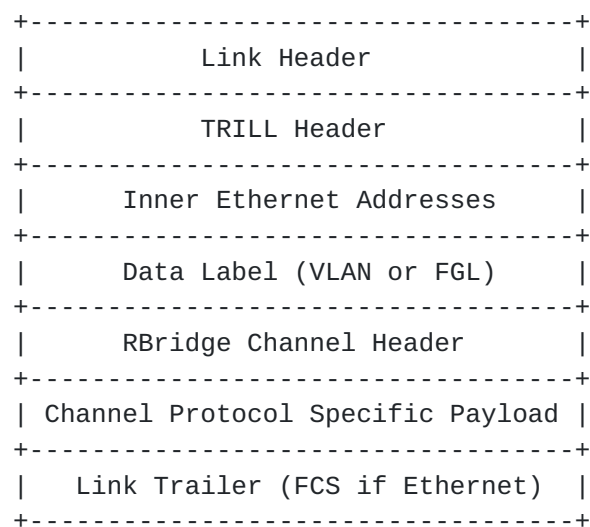 +-----------------------------------+
|           Link Header             |
+-----------------------------------+
|           TRILL Header            |
+-----------------------------------+
|      Inner Ethernet Addresses     |
+-----------------------------------+
|      Data Label (VLAN or FGL)     |
+-----------------------------------+
|      RBridge Channel Header       |
+-----------------------------------+
| Channel Protocol Specific Payload |
+-----------------------------------+
|   Link Trailer (FCS if Ethernet)  |
+-----------------------------------+